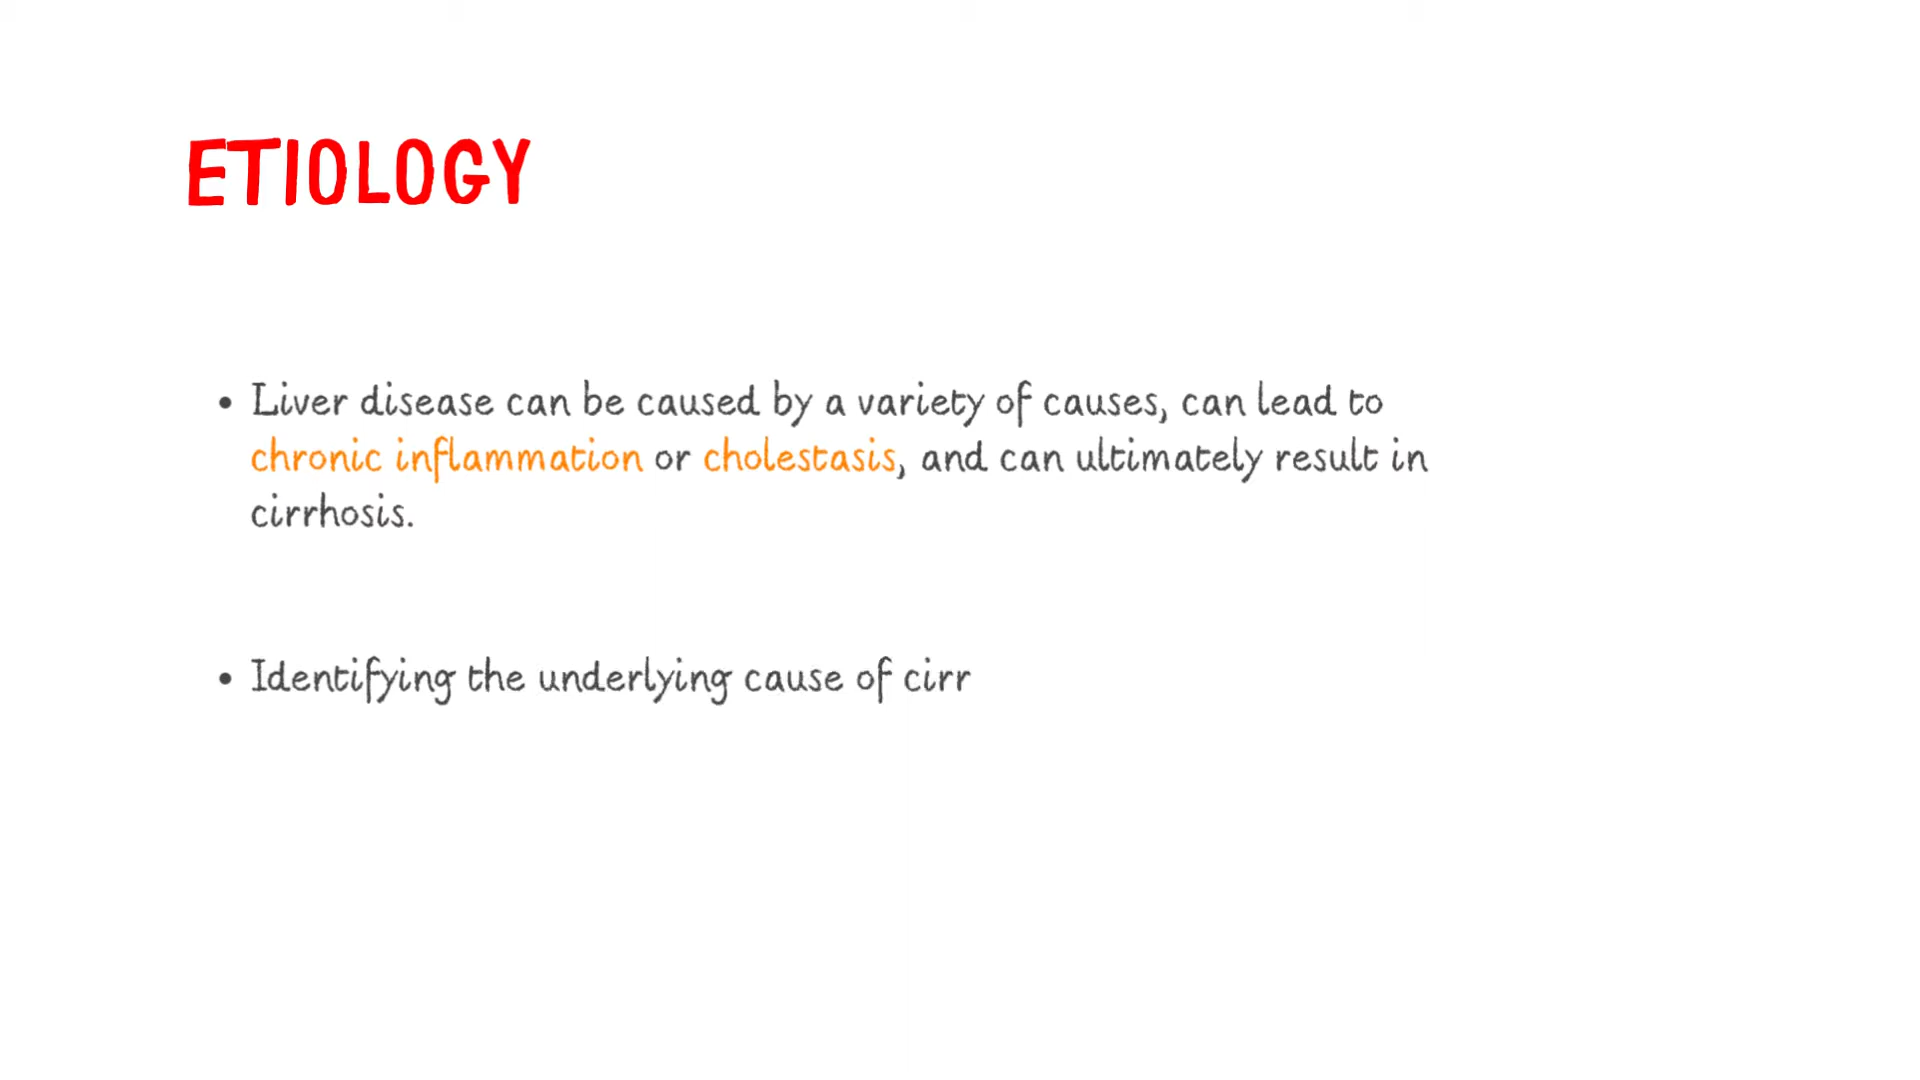 ETIOLOGY
• Liver disease can be caused by a variety of causes, can lead to
chronic inflammation or cholestasis, and can ultimately result in
cirrhosis.
• Identifying the underlying cause of cirr